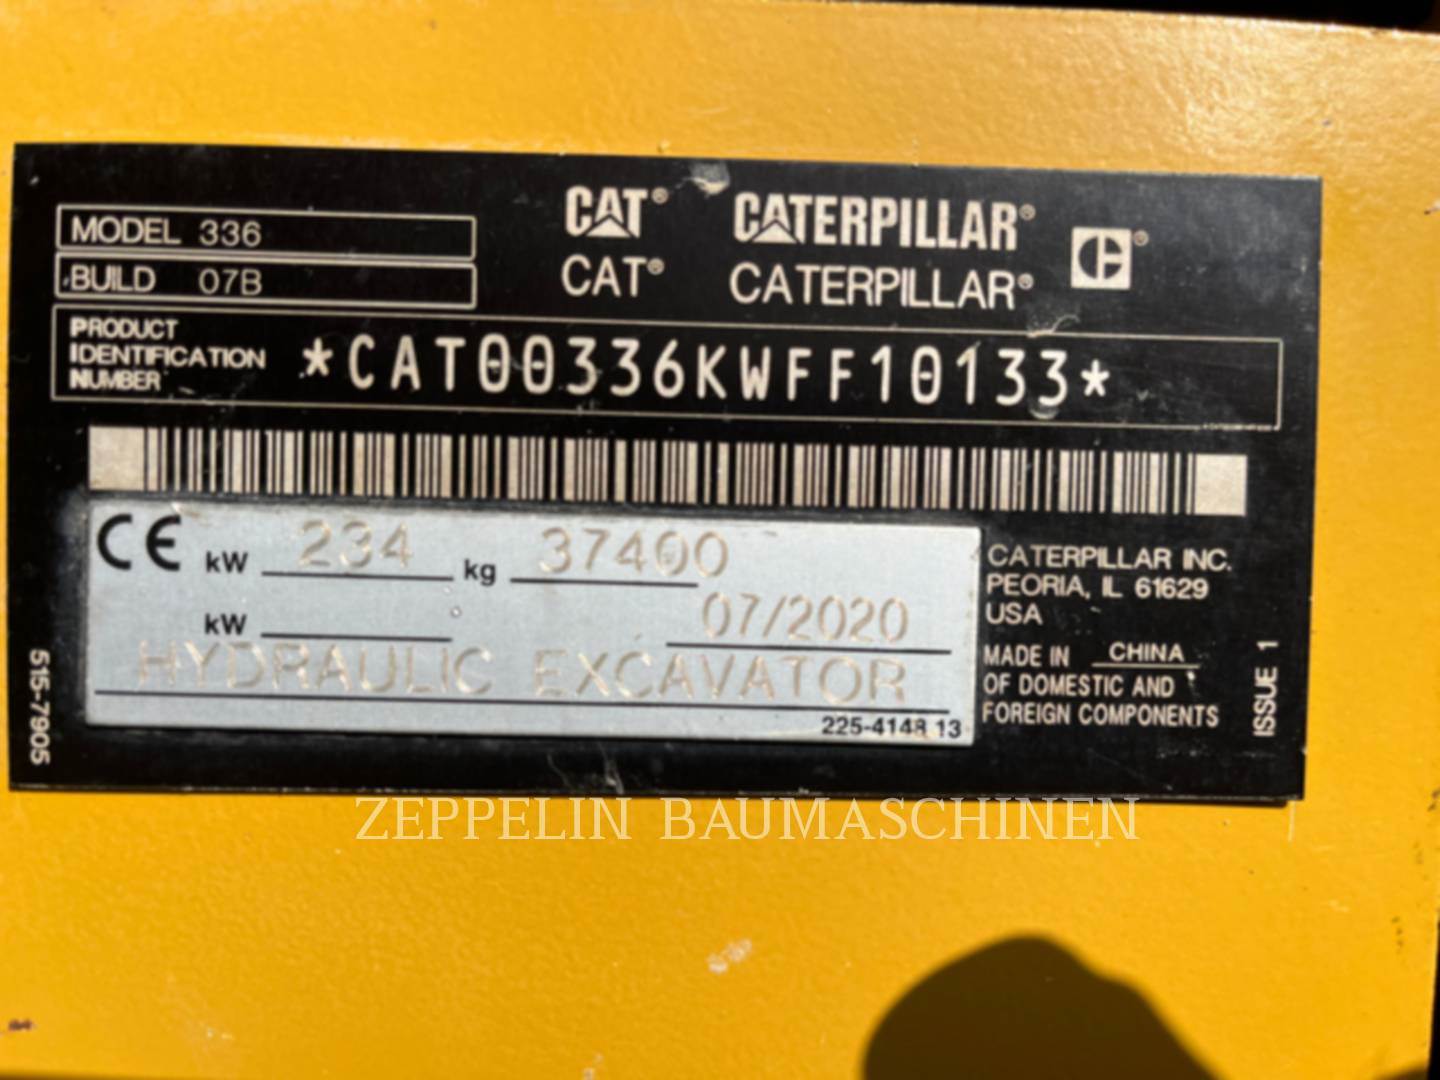 MODEL 336
BUILD 07B
CAT® CATERPILLAR® ®
CAT® CATERPILLAR®
PRODUCT
IDENTIFICATION
NUMBER
*CAT00336KWFF10133*
CE kW 234 kg 37400
kW 07/2020
HYDRAULIC EXCAVATOR
225-4148 13
CATERPILLAR INC.
PEORIA, IL 61629
USA
MADE IN CHINA
OF DOMESTIC AND
FOREIGN COMPONENTS
ISSUE 1
515-7905
ZEPPELIN BAUMASCHINEN